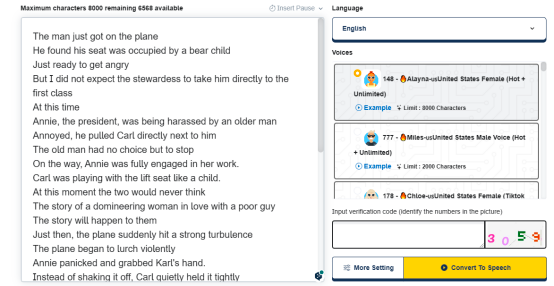 Maximum characters 8000 remaining 6568 available
Insert Pause
Language
The man just got on the plane
He found his seat was occupied by a bear child
Just ready to get angry
But I did not expect the stewardess to take him directly to the
first class
At this time
Annie, the president, was being harassed by an older man
Annoyed, he pulled Carl directly next to him
The old man had no choice but to stop
On the way, Annie was fully engaged in her work.
Carl was playing with the lift seat like a child.
At this moment the two would never think
The story of a domineering woman in love with a poor guy
The story will happen to them
Just then, the plane suddenly hit a strong turbulence
The plane began to lurch violently
Annie panicked and grabbed Karl's hand.
Instead of shaking it off, Carl quietly held it tightly
English
Voices
148 - Alayna-usUnited States Female (Hot +
Unlimited)
Example Limit : 8000 Characters
777 - Miles-usUnited States Male Voice (Hot
+ Unlimited)
Example Limit : 2000 Characters
178 - Chloe-usUnited States Female (Tiktok
Input verification code (identify the numbers in the picture)
3 0 5 9
More Setting
Convert To Speech